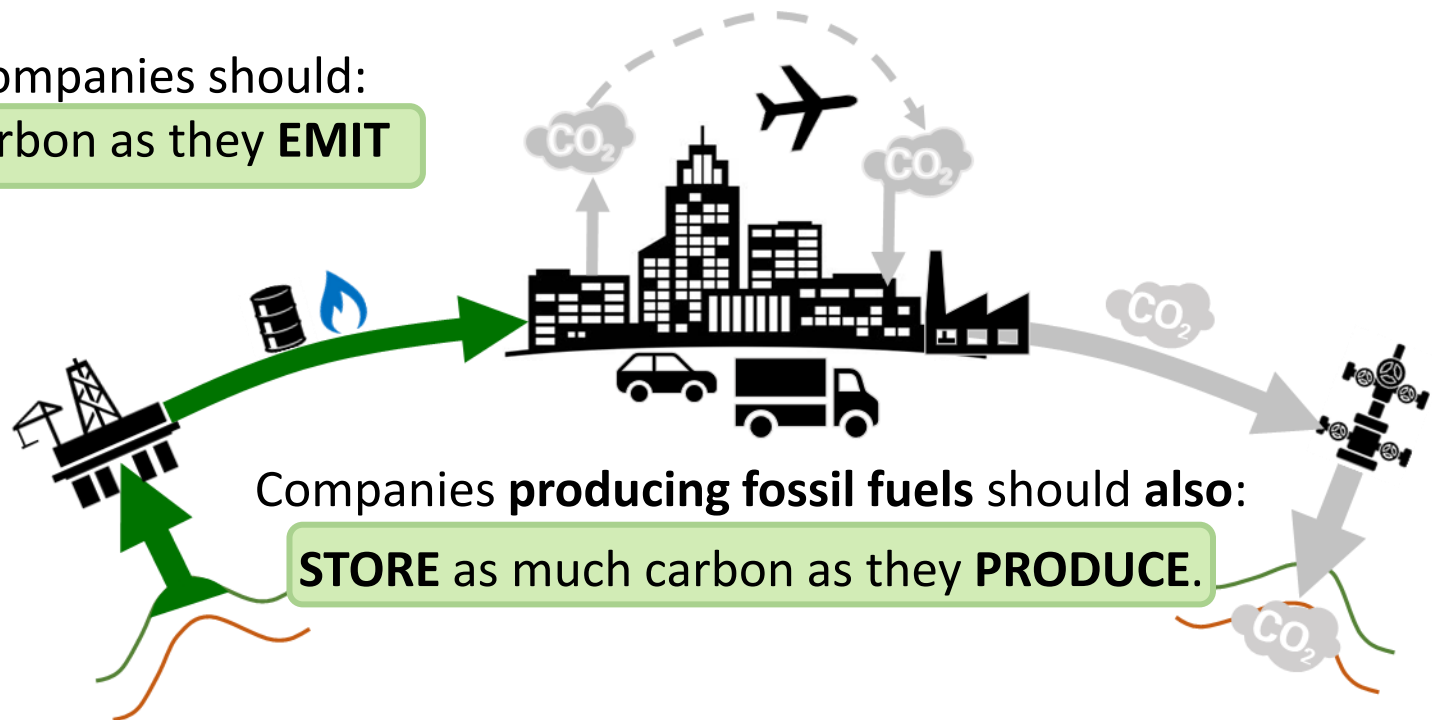 ompanies should:
rbon as they EMIT
CO2
CO2
CO2
Companies producing fossil fuels should also:
STORE as much carbon as they PRODUCE.
CO2